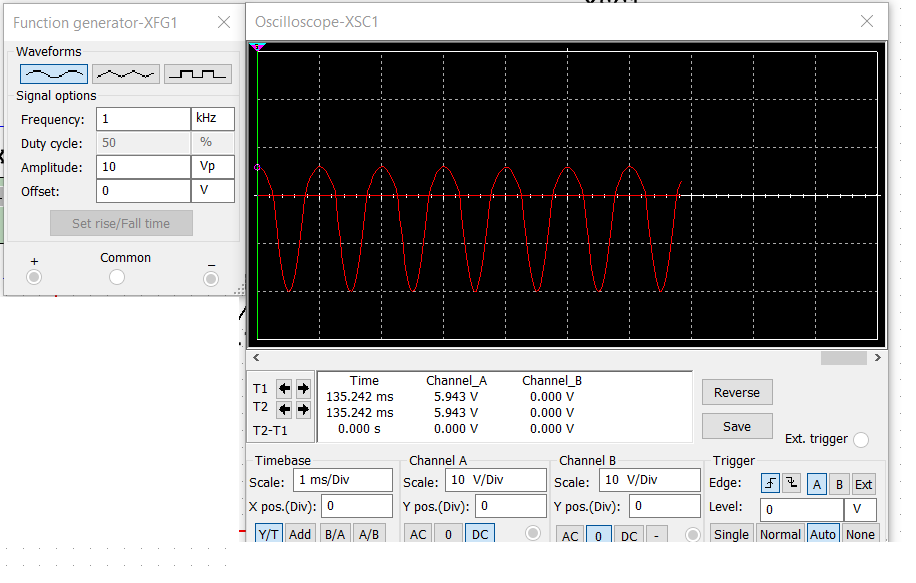 Function generator-XFG1
Waveforms
Signal options
Frequency: 1 kHz
Duty cycle: 50 %
Amplitude: 10 Vp
Offset: 0 V
Set rise/Fall time
+ Common −
Oscilloscope-XSC1
Time Channel_A Channel_B
T1 135.242 ms 5.943 V 0.000 V
T2 135.242 ms 5.943 V 0.000 V
T2-T1 0.000 s 0.000 V 0.000 V
Reverse
Save
Ext. trigger
Timebase
Scale: 1 ms/Div
X pos.(Div): 0
Y/T Add B/A A/B
Channel A
Scale: 10 V/Div
Y pos.(Div): 0
AC 0 DC
Channel B
Scale: 10 V/Div
Y pos.(Div): 0
AC 0 DC -
Trigger
Edge: A B Ext
Level: 0 V
Single Normal Auto None